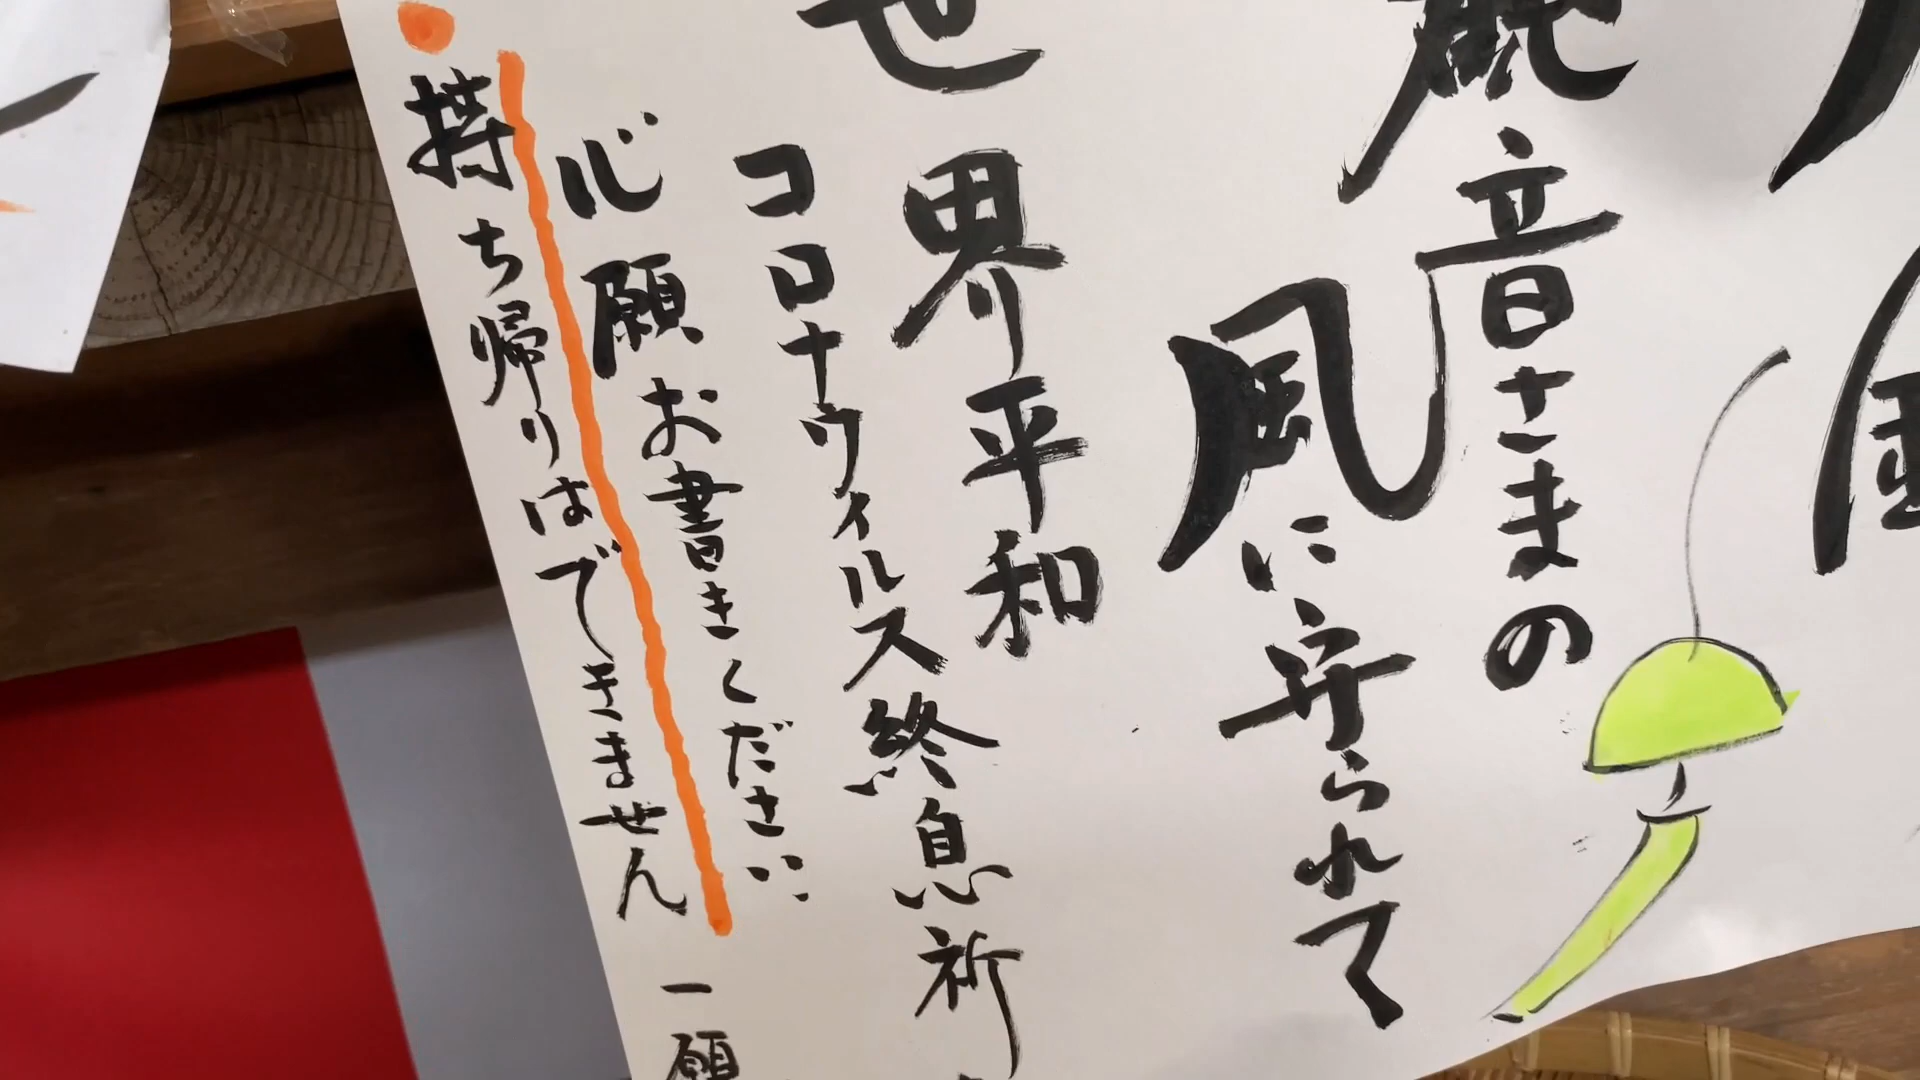 音さまの
風に守られて
世界平和
コロナウィルス終息祈
心願お書きください
持ち帰りはできません 一願